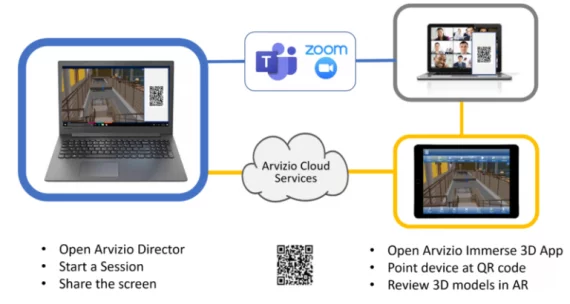 T
zoom
Arvizio Cloud
Services
• Open Arvizio Director
• Start a Session
• Share the screen
• Open Arvizio Immerse 3D App
• Point device at QR code
• Review 3D models in AR